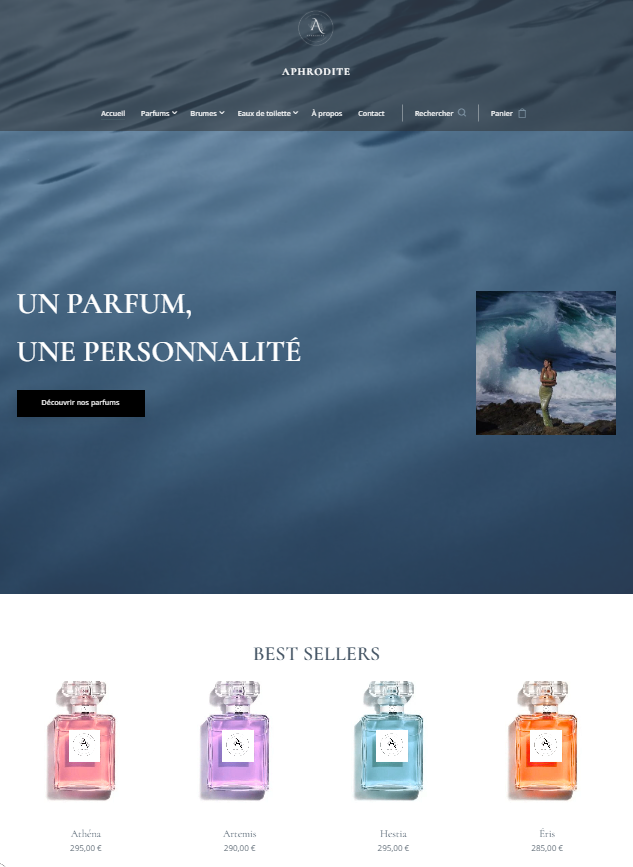 A
APHRODITE
Accueil Parfums Brumes Eaux de toilette À propos Contact Rechercher Panier
UN PARFUM,
UNE PERSONNALITÉ
Découvrir nos parfums
BEST SELLERS
A A A A
Athéna Artemis Hestia Éris
295,00 € 290,00 € 295,00 € 285,00 €